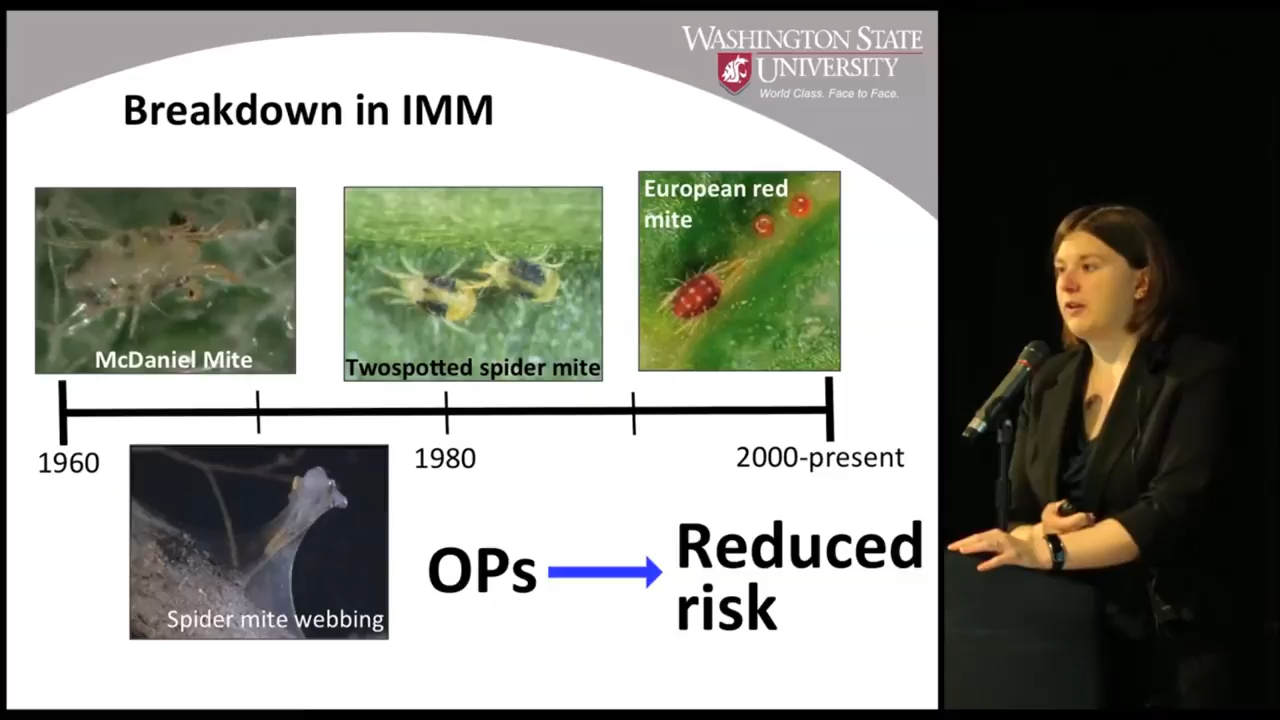 WASHINGTON STATE
UNIVERSITY
World Class. Face to Face.
Breakdown in IMM
European red
mite
McDaniel Mite
Twospotted spider mite
1960
1980
2000-present
Spider mite webbing
OPs
Reduced
risk